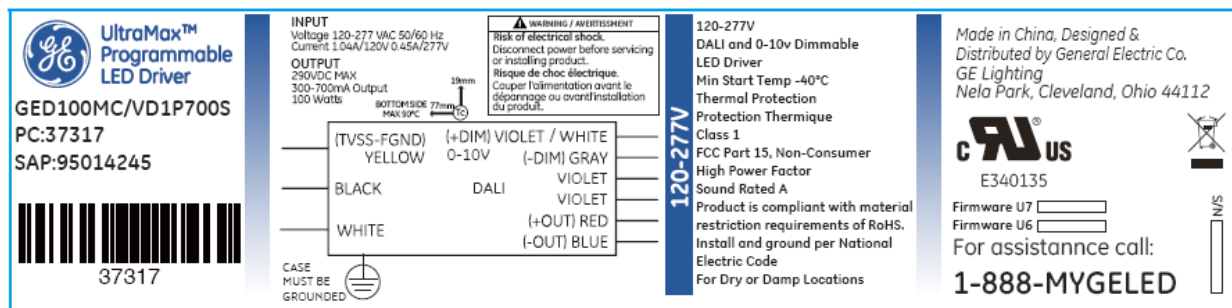 GE
UltraMax™
Programmable
LED Driver
GED100MC/VD1P700S
PC:37317
SAP:95014245
37317
INPUT
Voltage 120-277 VAC 50/60 Hz
Current 1.04A/120V 0.45A/277V
OUTPUT
290VDC MAX
300-700mA Output
100 Watts
BOTTOM SIDE
MAX 90°C
77mm
19mm
Tc
WARNING / AVERTISSMENT
Risk of electrical shock.
Disconnect power before servicing
or installing product.
Risque de choc électrique.
Couper l'alimentation avant le
dépannage ou avantl'installation
du produit.
(TVSS-FGND)
YELLOW
BLACK
WHITE
(+DIM) VIOLET / WHITE
0-10V
(-DIM) GRAY
VIOLET
DALI
VIOLET
(+OUT) RED
(-OUT) BLUE
CASE
MUST BE
GROUNDED
120-277V
120-277V
DALI and 0-10v Dimmable
LED Driver
Min Start Temp -40°C
Thermal Protection
Protection Thermique
Class 1
FCC Part 15, Non-Consumer
High Power Factor
Sound Rated A
Product is compliant with material
restriction requirements of RoHS.
Install and ground per National
Electric Code
For Dry or Damp Locations
Made in China, Designed &
Distributed by General Electric Co.
GE Lighting
Nela Park, Cleveland, Ohio 44112
c RU US
®
E340135
Firmware U7
Firmware U6
For assistannce call:
1-888-MYGELED
S/N